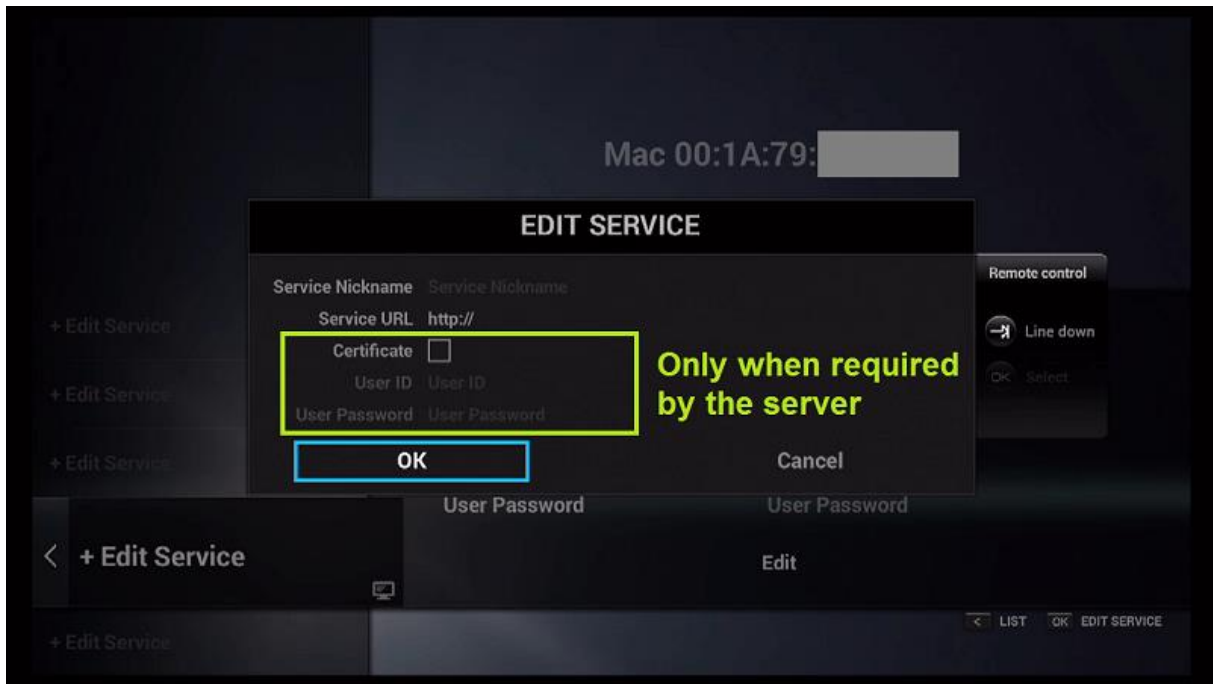 Mac 00:1A:79:
EDIT SERVICE
Service Nickname Service Nickname
Service URL http://
Certificate
User ID User ID
User Password User Password
Only when required
by the server
OK Cancel
Remote control
Line down
OK Select
+ Edit Service
+ Edit Service
+ Edit Service
User Password User Password
< + Edit Service
Edit
< LIST OK EDIT SERVICE
+ Edit Service